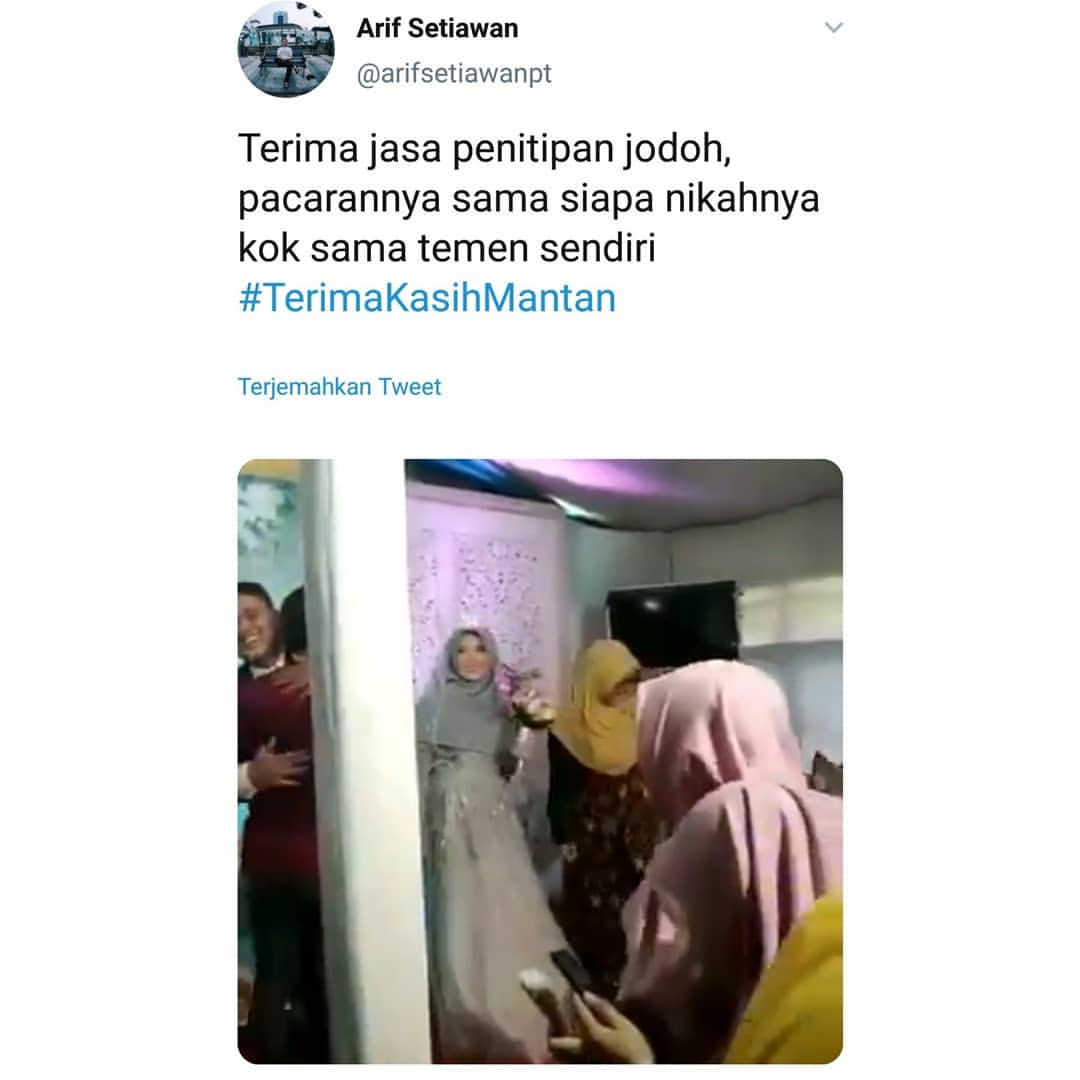 Arif Setiawan
@arifsetiawanpt
Terima jasa penitipan jodoh,
pacarannya sama siapa nikahnya
kok sama temen sendiri
#TerimaKasihMantan
Terjemahkan Tweet